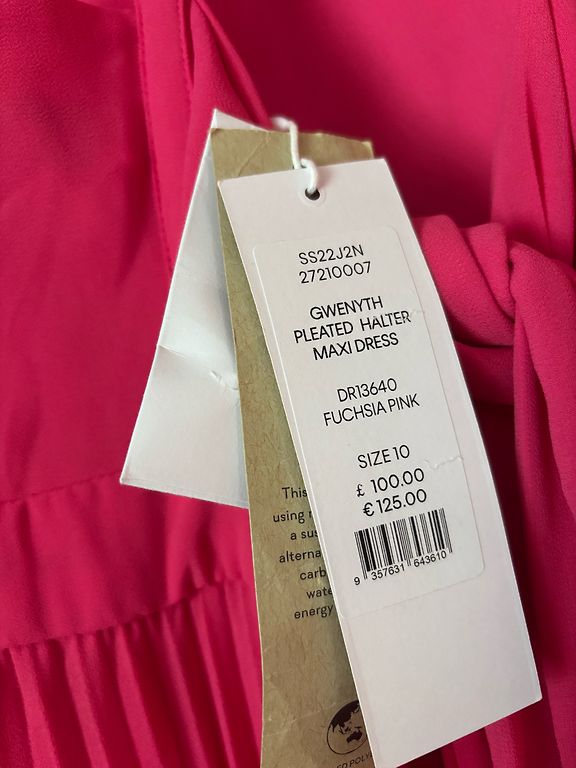 SS22J2N
27210007
GWENYTH
PLEATED HALTER
MAXI DRESS
DR13640
FUCHSIA PINK
SIZE 10
£ 100.00
€ 125.00
9 357631 643610
This
using
a
alterna
carb
wate
energy